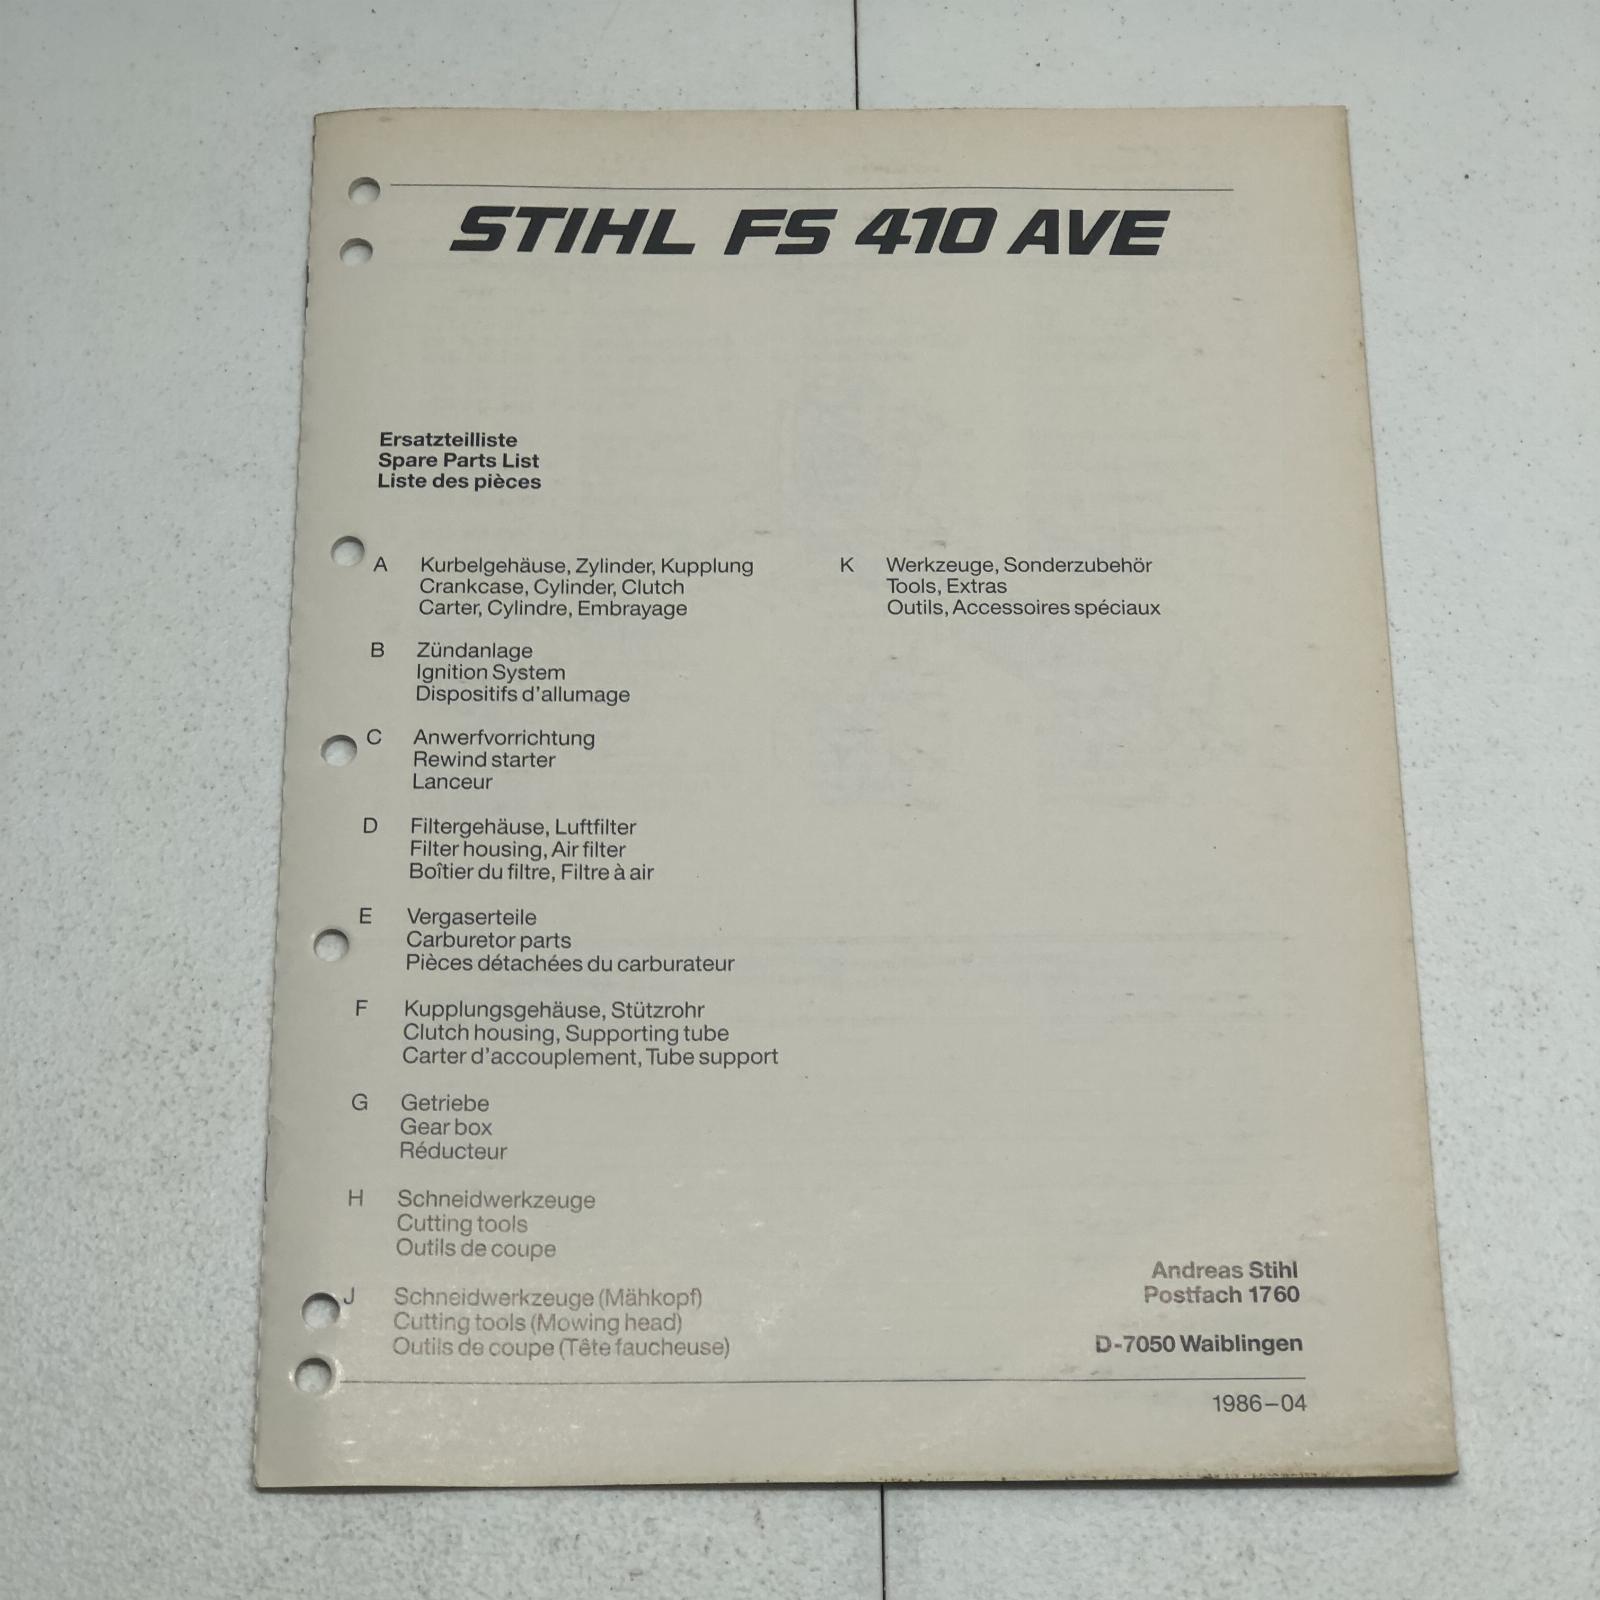 STIHL FS 410 AVE
Ersatzteilliste
Spare Parts List
Liste des pièces
A Kurbelgehäuse, Zylinder, Kupplung
Crankcase, Cylinder, Clutch
Carter, Cylindre, Embrayage
B Zündanlage
Ignition System
Dispositifs d'allumage
C Anwerfvorrichtung
Rewind starter
Lanceur
D Filtergehäuse, Luftfilter
Filter housing, Air filter
Boîtier du filtre, Filtre à air
E Vergaserteile
Carburetor parts
Pièces détachées du carburateur
F Kupplungsgehäuse, Stützrohr
Clutch housing, Supporting tube
Carter d'accouplement, Tube support
G Getriebe
Gear box
Réducteur
H Schneidwerkzeuge
Cutting tools
Outils de coupe
J Schneidwerkzeuge (Mähkopf)
Cutting tools (Mowing head)
Outils de coupe (Tête faucheuse)
K Werkzeuge, Sonderzubehör
Tools, Extras
Outils, Accessoires spéciaux
Andreas Stihl
Postfach 1760
D-7050 Waiblingen
1986–04